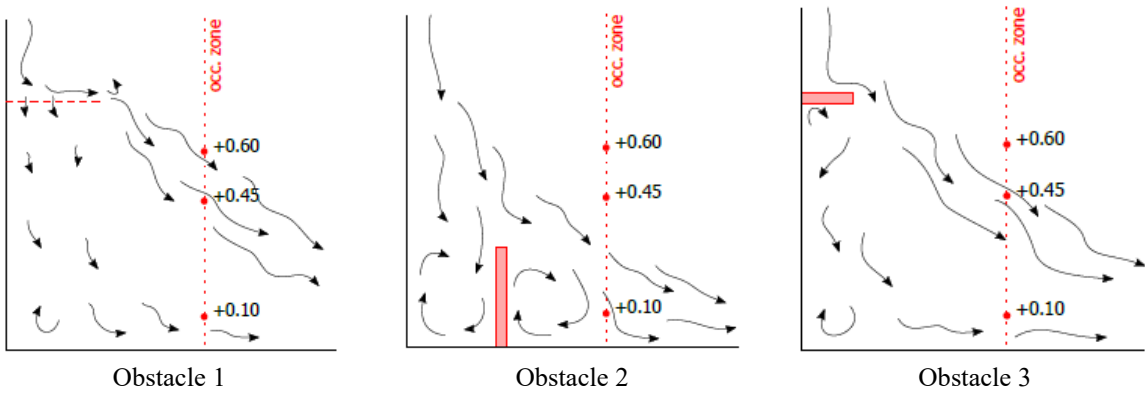 occ. zone
+0.60
+0.45
+0.10
Obstacle 1
occ. zone
+0.60
+0.45
+0.10
Obstacle 2
occ. zone
+0.60
+0.45
+0.10
Obstacle 3